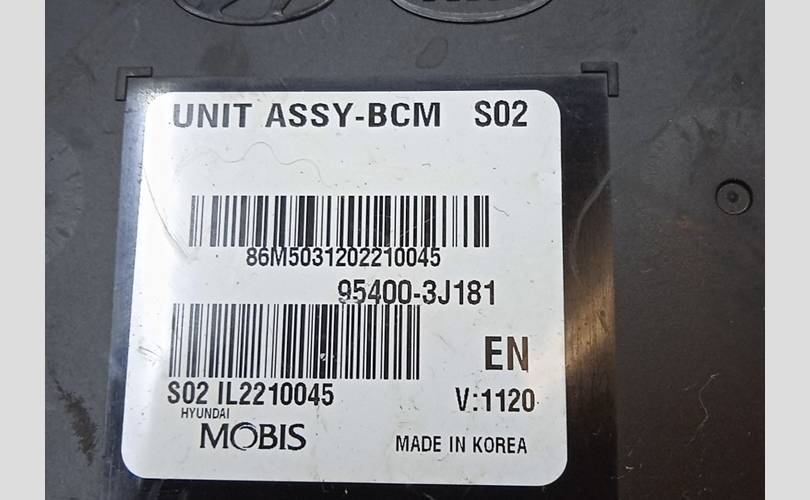 UNIT ASSY-BCM S02
86M5031202210045
95400-3J181
EN
S02 IL2210045
V:1120
HYUNDAI
MOBIS
MADE IN KOREA